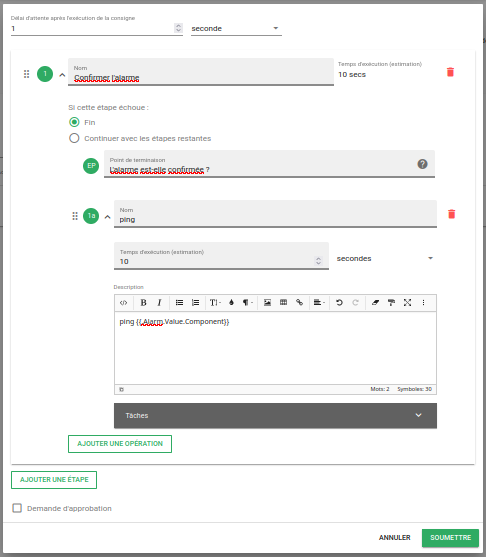 Délai d'attente après l'exécution de la consigne
1 seconde
1
Nom
Confirmer l'alarme
Temps d'exécution (estimation)
10 secs
Si cette étape échoue :
Fin
Continuer avec les étapes restantes
EP
Point de terminaison
L'alarme est-elle confirmée ?
1a
Nom
ping
Temps d'exécution (estimation)
10
secondes
Description
ping {{.Alarm.Value.Component}}
Mots: 2 Symboles: 30
Tâches
AJOUTER UNE OPÉRATION
AJOUTER UNE ÉTAPE
Demande d'approbation
ANNULER SOUMETTRE